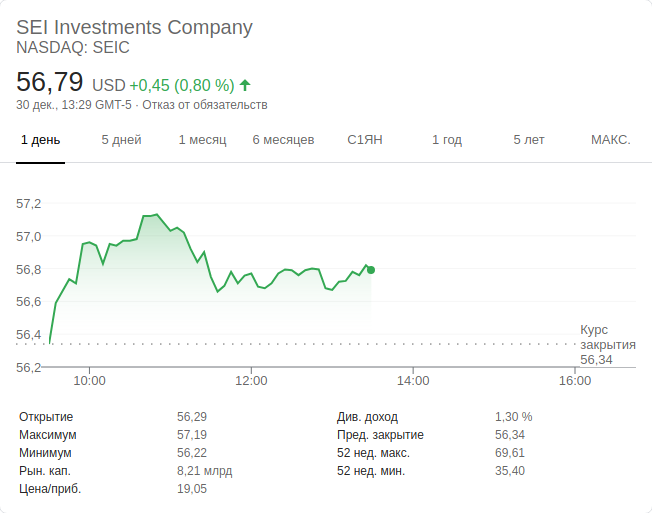 SEI Investments Company
NASDAQ: SEIC
56,79 USD +0,45 (0,80 %)
30 дек., 13:29 GMT-5 · Отказ от обязательств
1 день 5 дней 1 месяц 6 месяцев С1ЯН 1 год 5 лет МАКС.
57,2
57,0
56,8
56,6
56,4
56,2
Курс
закрытия
56,34
10:00 12:00 14:00 16:00
Открытие 56,29 Див. доход 1,30 %
Максимум 57,19 Пред. закрытие 56,34
Минимум 56,22 52 нед. макс. 69,61
Рын. кап. 8,21 млрд 52 нед. мин. 35,40
Цена/приб. 19,05